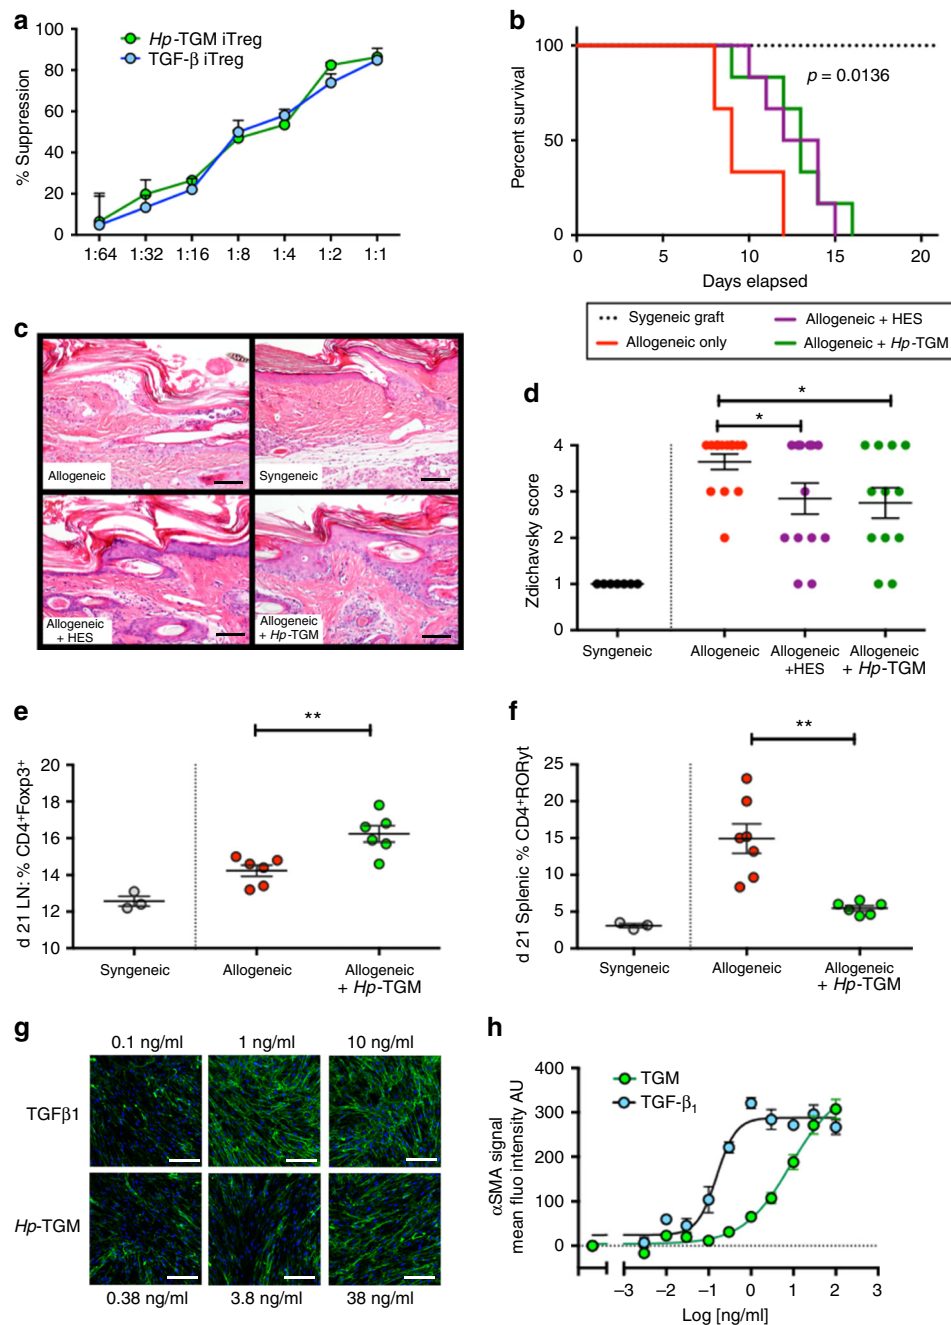 a
100
80
60
40
20
0
% Suppression
Hp-TGM iTreg
TGF-β iTreg
1:64 1:32 1:16 1:8 1:4 1:2 1:1
b
100
50
0
Percent survival
p = 0.0136
0 5 10 15 20
Days elapsed
Sygeneic graft
Allogeneic only
Allogeneic + HES
Allogeneic + Hp-TGM
c
Allogeneic
Syngeneic
Allogeneic
+ HES
Allogeneic
+ Hp-TGM
d
*
*
4
3
2
1
0
Zdichavsky score
Syngeneic
Allogeneic
Allogeneic
+HES
Allogeneic
+ Hp-TGM
e
**
20
18
16
14
12
10
d 21 LN: % CD4+Foxp3+
Syngeneic
Allogeneic
Allogeneic
+ Hp-TGM
f
**
25
20
15
10
5
0
d 21 Splenic % CD4+RORyt
Syngeneic
Allogeneic
Allogeneic
+ Hp-TGM
g
0.1 ng/ml 1 ng/ml 10 ng/ml
TGFβ1
Hp-TGM
0.38 ng/ml 3.8 ng/ml 38 ng/ml
h
400
300
200
100
0
αSMA signal
mean fluo intensity AU
TGM
TGF-β1
−3 −2 −1 0 1 2 3
Log [ng/ml]